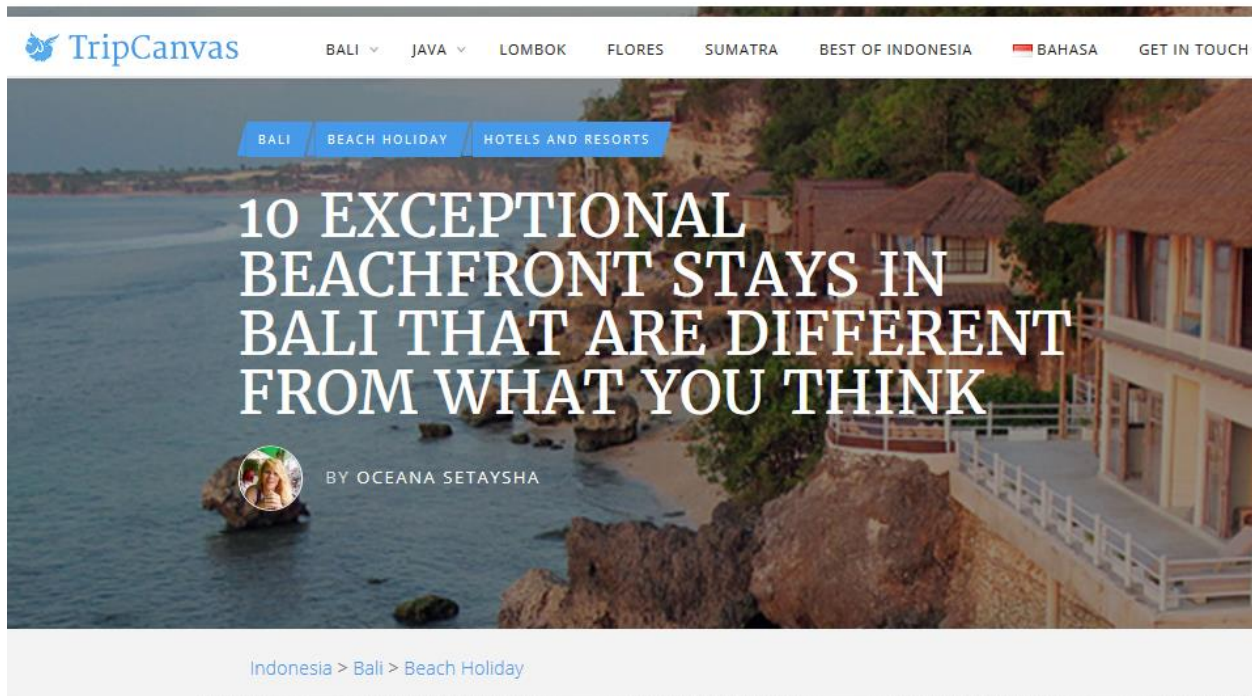 TripCanvas
BALI JAVA LOMBOK FLORES SUMATRA BEST OF INDONESIA BAHASA GET IN TOUCH
BALI BEACH HOLIDAY HOTELS AND RESORTS
10 EXCEPTIONAL
BEACHFRONT STAYS IN
BALI THAT ARE DIFFERENT
FROM WHAT YOU THINK
BY OCEANA SETAYSHA
Indonesia > Bali > Beach Holiday